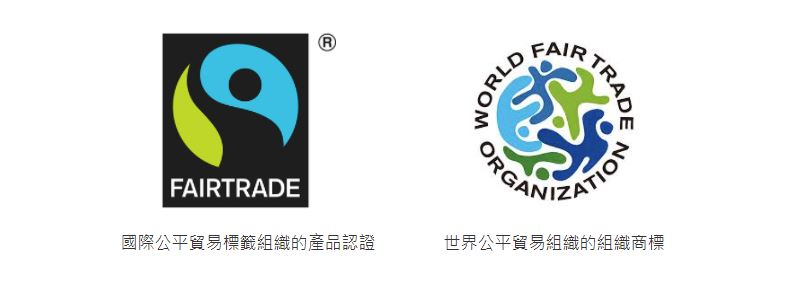 ®
FAIRTRADE
WORLD FAIR TRADE
ORGANIZATION
國際公平貿易標籤組織的產品認證
世界公平貿易組織的組織商標